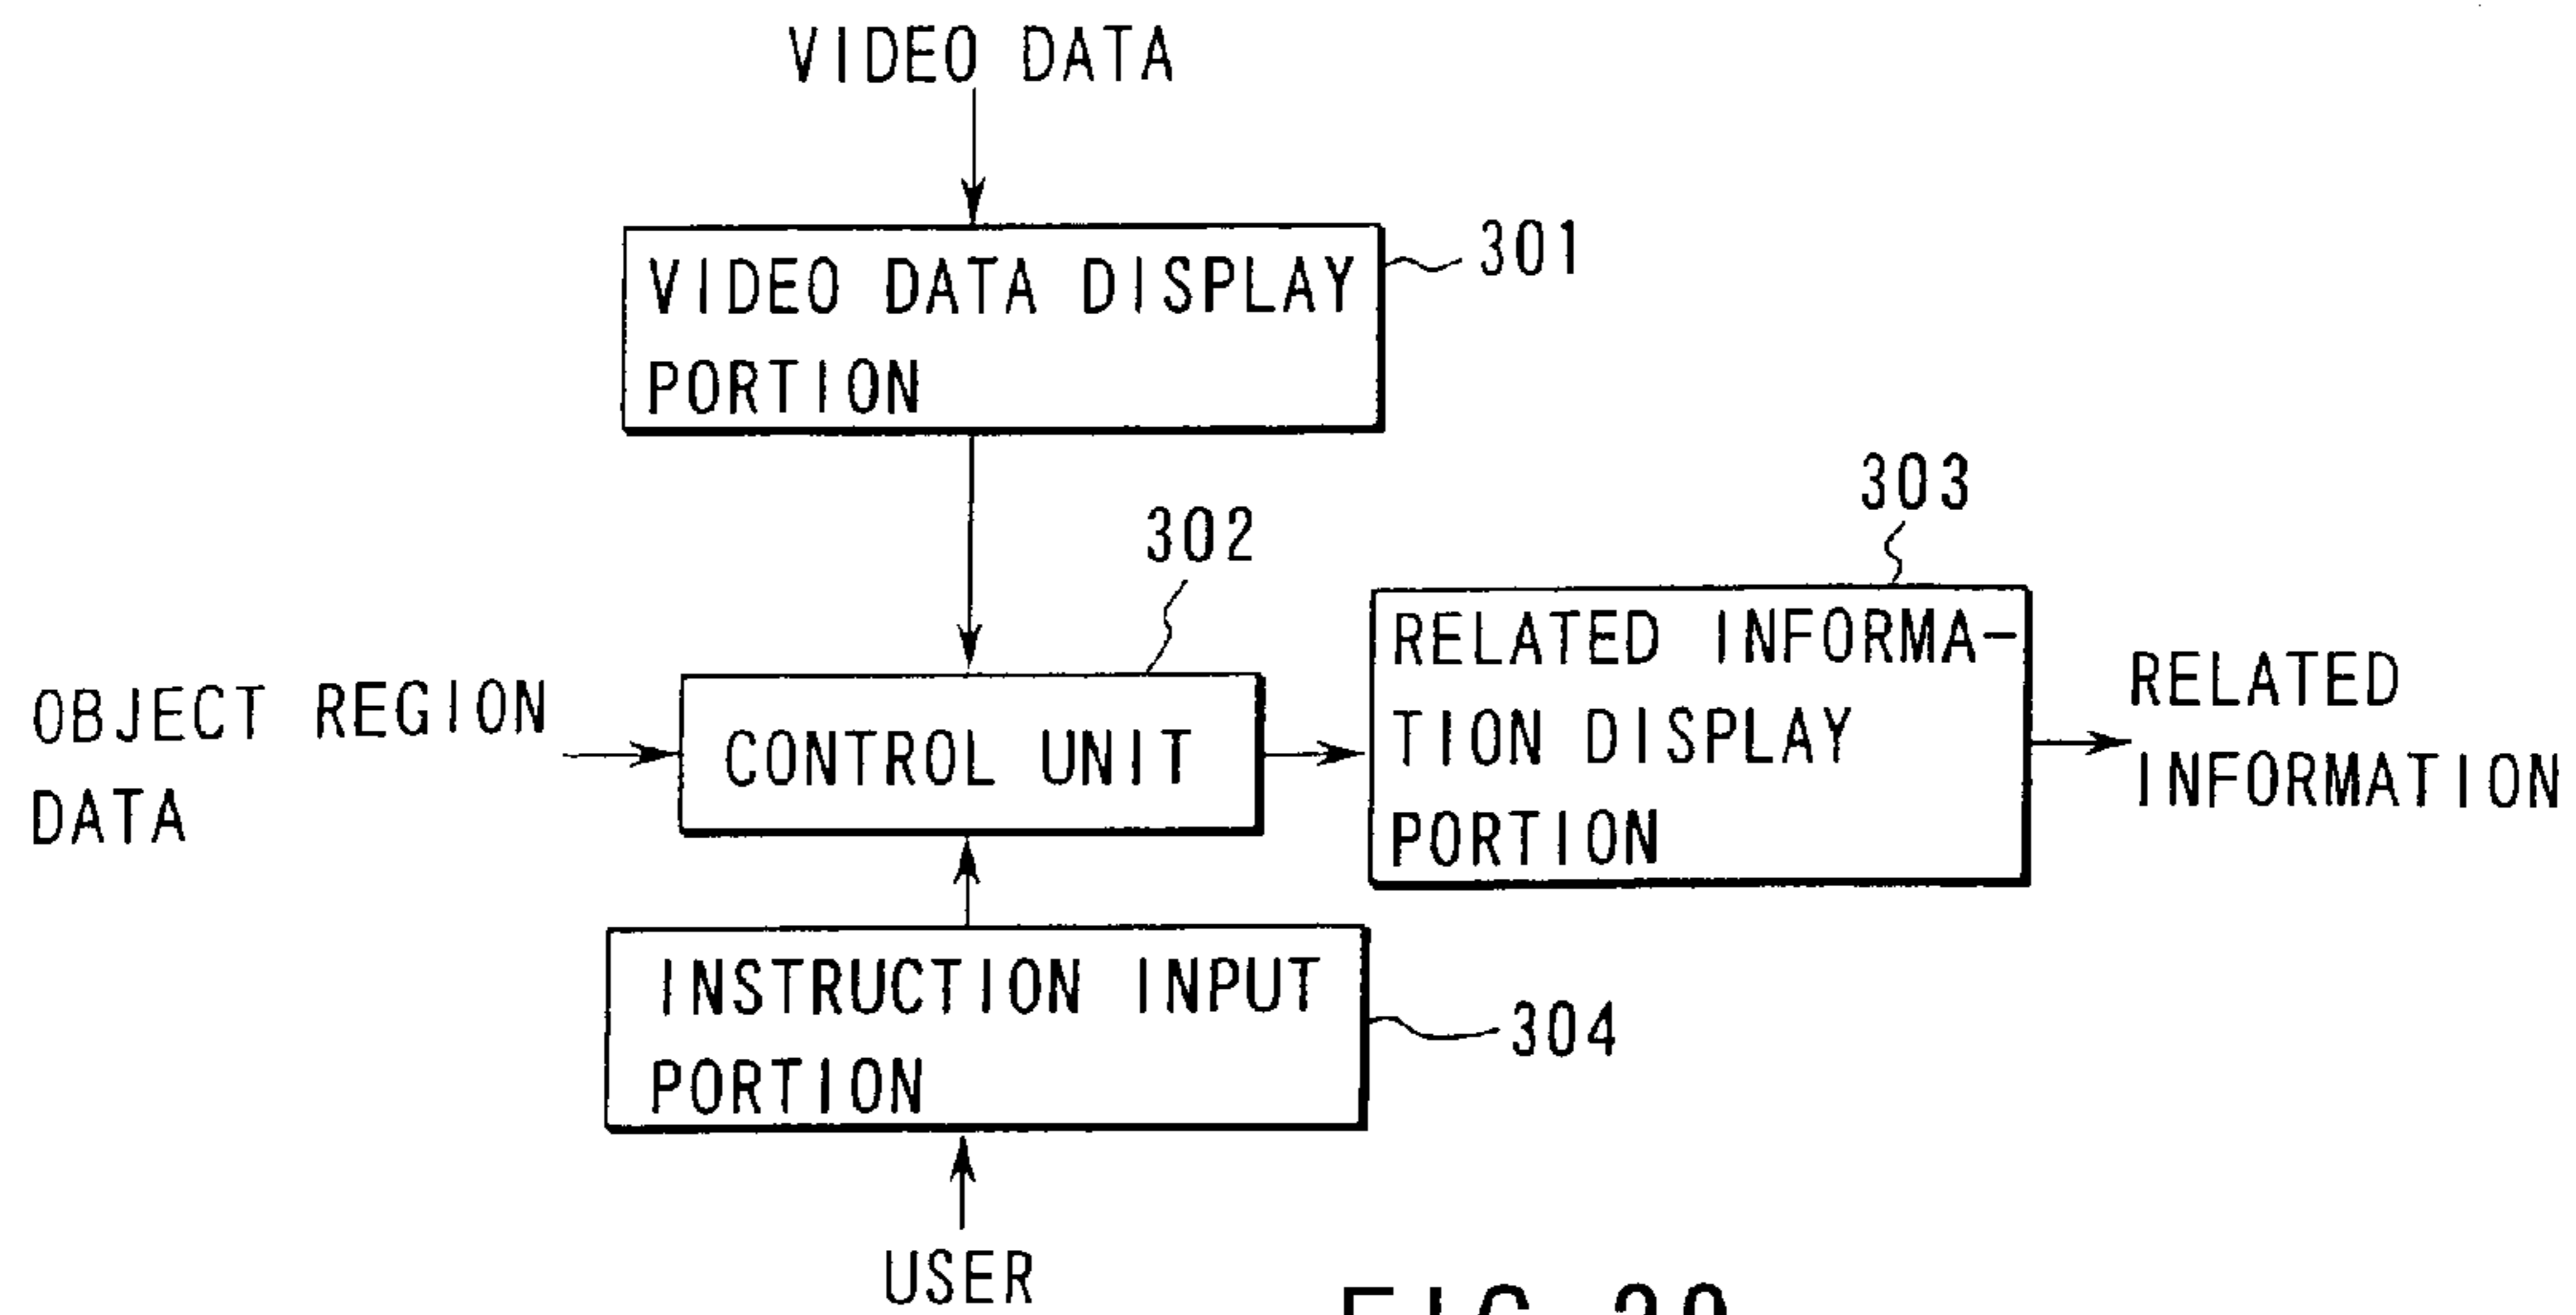 VIDEO DATA
VIDEO DATA DISPLAY
PORTION
301
302
303
OBJECT REGION
DATA
CONTROL UNIT
RELATED INFORMA-
TION DISPLAY
PORTION
RELATED
INFORMATION
INSTRUCTION INPUT
PORTION
304
USER